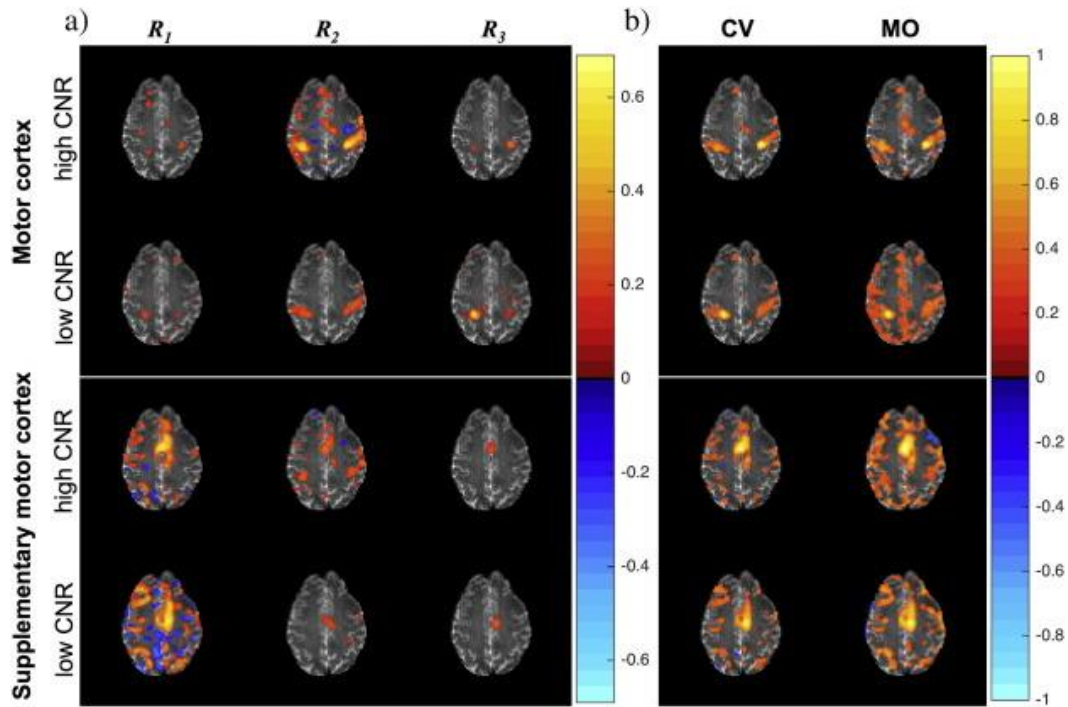 a)
R1 R2 R3
b)
CV MO
Motor cortex
high CNR
low CNR
Supplementary motor cortex
high CNR
low CNR
0.6
0.4
0.2
0
-0.2
-0.4
-0.6
1
0.8
0.6
0.4
0.2
0
-0.2
-0.4
-0.6
-0.8
-1